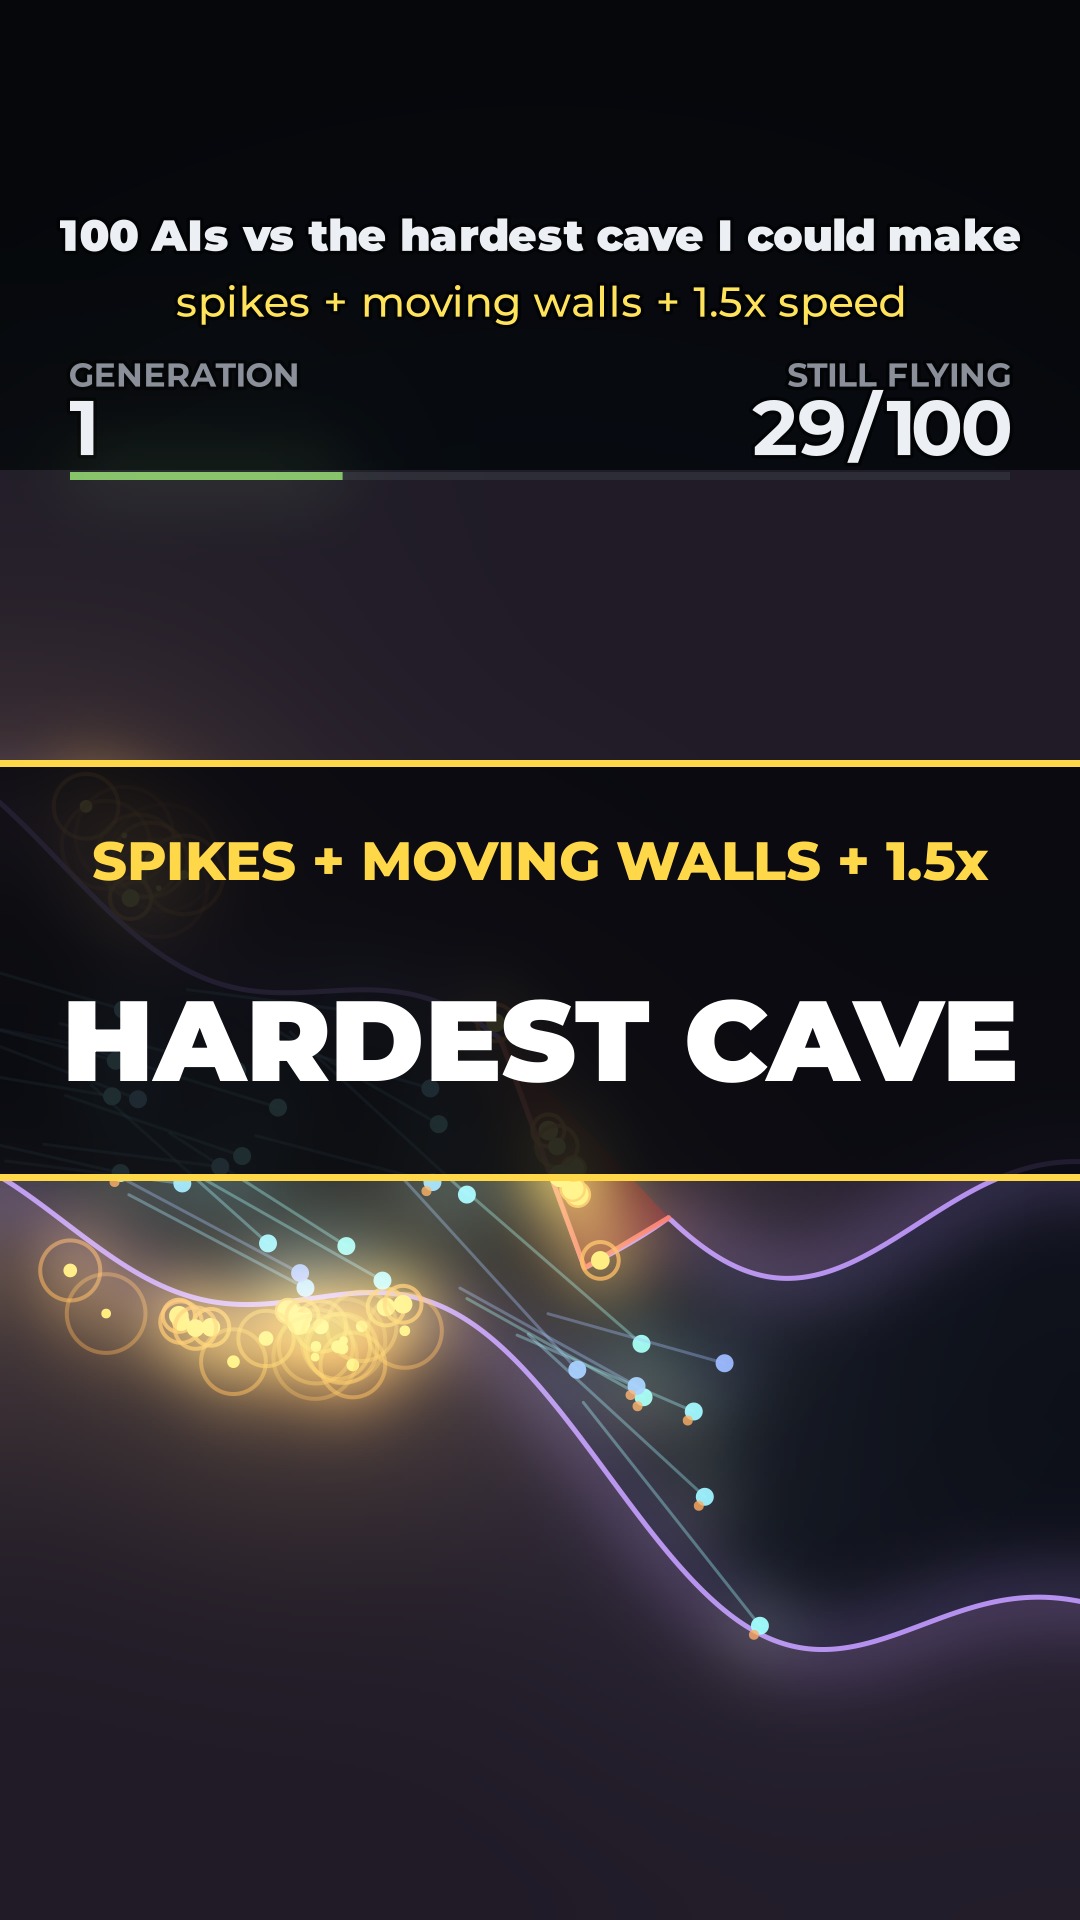 100 AIs vs the hardest cave I could make
spikes + moving walls + 1.5x speed
GENERATION
1
STILL FLYING
29/100
SPIKES + MOVING WALLS + 1.5x
HARDEST CAVE